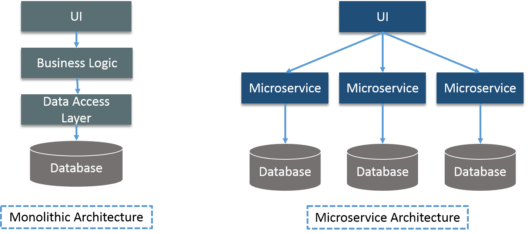 UI
Business Logic
Data Access
Layer
Database
Monolithic Architecture
UI
Microservice
Microservice
Microservice
Database
Database
Database
Microservice Architecture